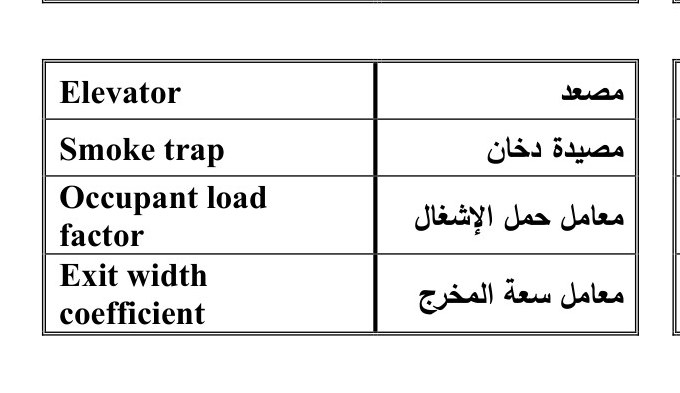 Elevator
مصعد
Smoke trap
مصيدة دخان
Occupant load
factor
معامل حمل الإشغال
Exit width
coefficient
معامل سعة المخرج